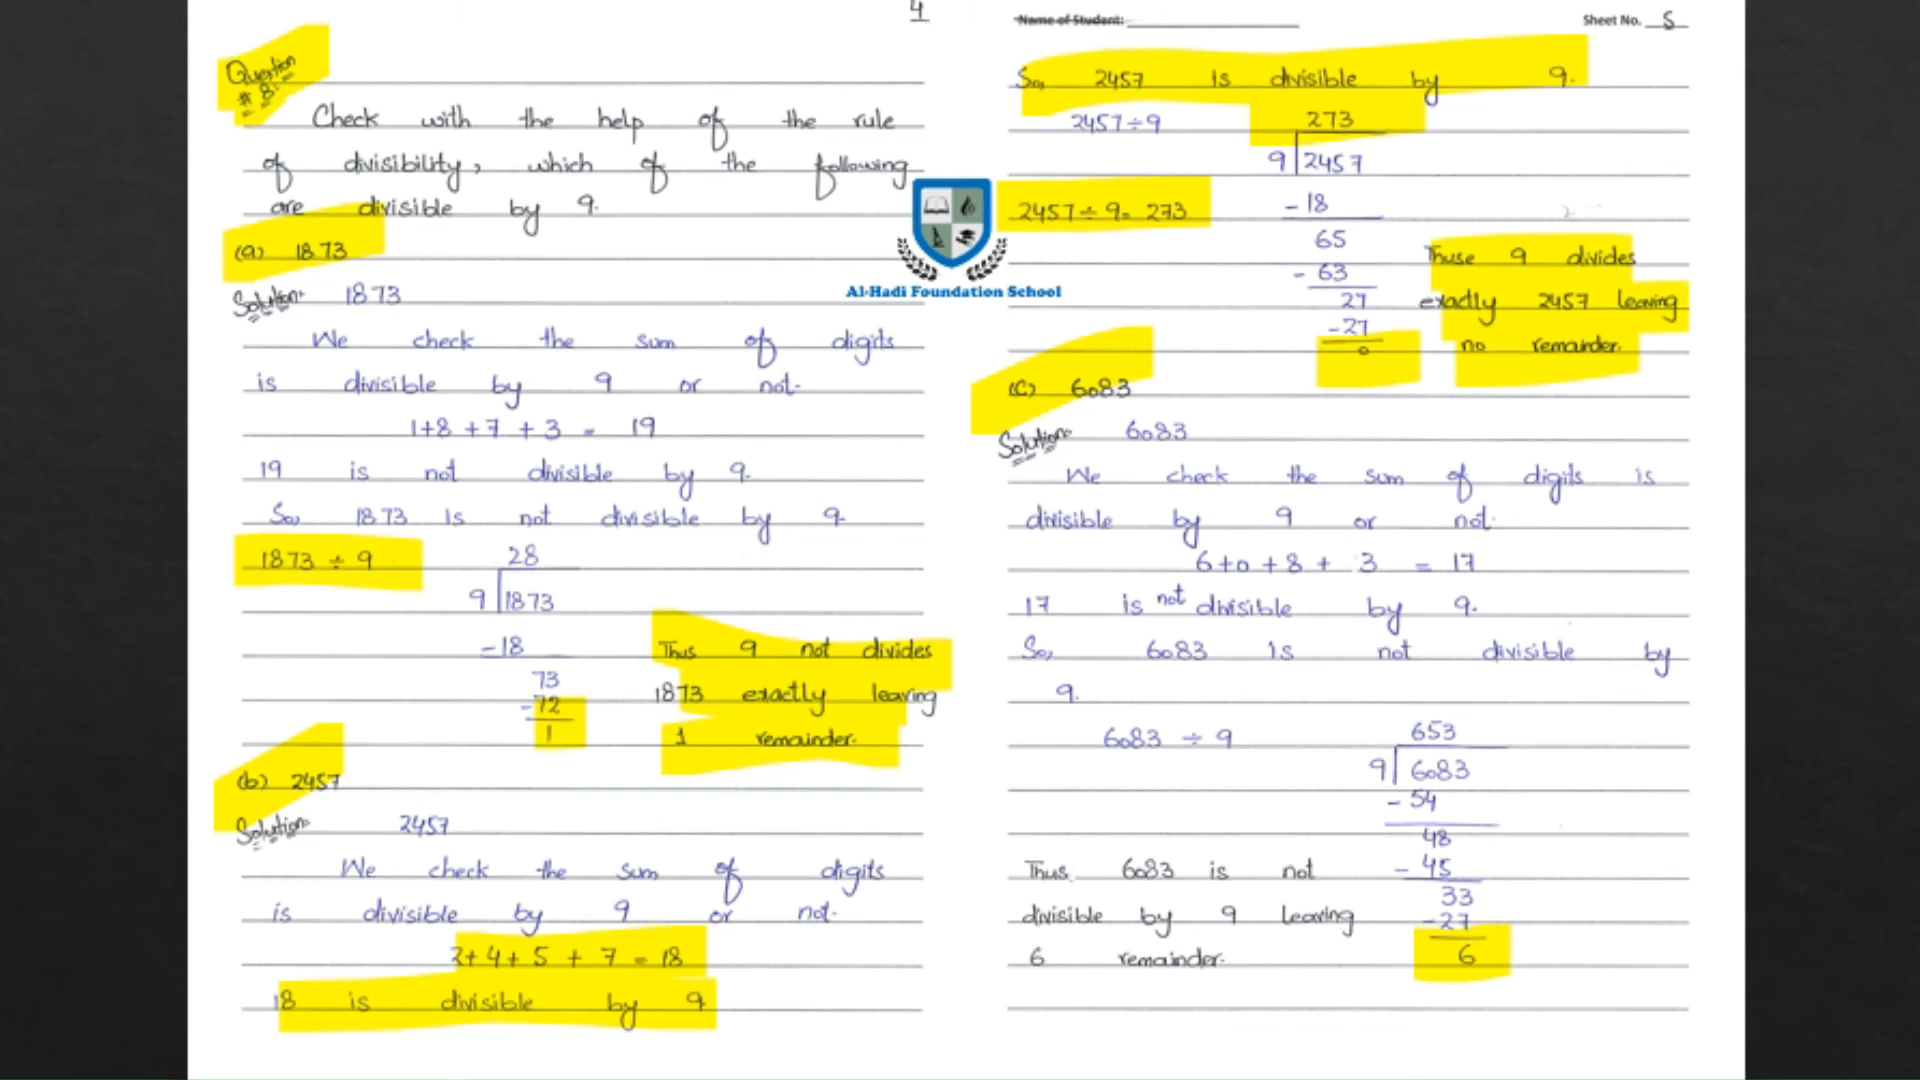 4
Question
# 8:
Check with the help of the rule
of divisibility, which of the following
are divisible by 9.
(a) 1873
Solution:- 1873
We check the sum of digits
is divisible by 9 or not.
1+8 +7 +3 = 19
19 is not divisible by 9.
So, 1873 is not divisible by 9
1873 ÷ 9
28
9 1873
-18
73
-72
1
Thus 9 not divides
1873 exactly leaving
1 remainder.
(b) 2457
Solution:- 2457
We check the sum of digits
is divisible by 9 or not.
2+4+5+7=18
18 is divisible by 9
Al-Hadi Foundation School
Name of Student: Sheet No. 5
So, 2457 is divisible by 9.
2457÷9
273
9 2457
-18
65
-63
27
-27
0
2457÷9=273
Thuse 9 divides
exactly 2457 leaving
no remainder.
(C) 6083
Solution:- 6083
We check the sum of digits is
divisible by 9 or not.
6+0+8+3 = 17
17 is not divisible by 9.
So, 6083 is not divisible by
9.
6083 ÷ 9
653
9 6083
-54
48
-45
33
-27
6
Thus 6083 is not
divisible by 9 leaving
6 remainder.